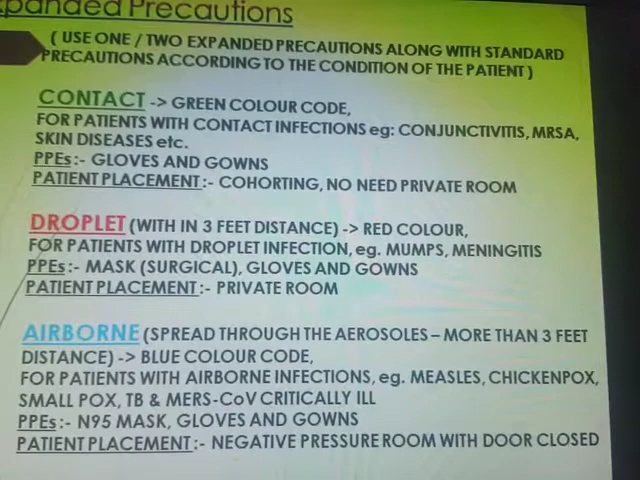 panded Precautions
( USE ONE / TWO EXPANDED PRECAUTIONS ALONG WITH STANDARD
PRECAUTIONS ACCORDING TO THE CONDITION OF THE PATIENT )
CONTACT -> GREEN COLOUR CODE,
FOR PATIENTS WITH CONTACT INFECTIONS eg: CONJUNCTIVITIS, MRSA,
SKIN DISEASES etc.
PPEs:- GLOVES AND GOWNS
PATIENT PLACEMENT:- COHORTING, NO NEED PRIVATE ROOM
DROPLET (WITH IN 3 FEET DISTANCE) -> RED COLOUR,
FOR PATIENTS WITH DROPLET INFECTION, eg. MUMPS, MENINGITIS
PPEs:- MASK (SURGICAL), GLOVES AND GOWNS
PATIENT PLACEMENT:- PRIVATE ROOM
AIRBORNE (SPREAD THROUGH THE AEROSOLES – MORE THAN 3 FEET
DISTANCE) -> BLUE COLOUR CODE,
FOR PATIENTS WITH AIRBORNE INFECTIONS, eg. MEASLES, CHICKENPOX,
SMALL POX, TB & MERS-CoV CRITICALLY ILL
PPEs:- N95 MASK, GLOVES AND GOWNS
PATIENT PLACEMENT:- NEGATIVE PRESSURE ROOM WITH DOOR CLOSED